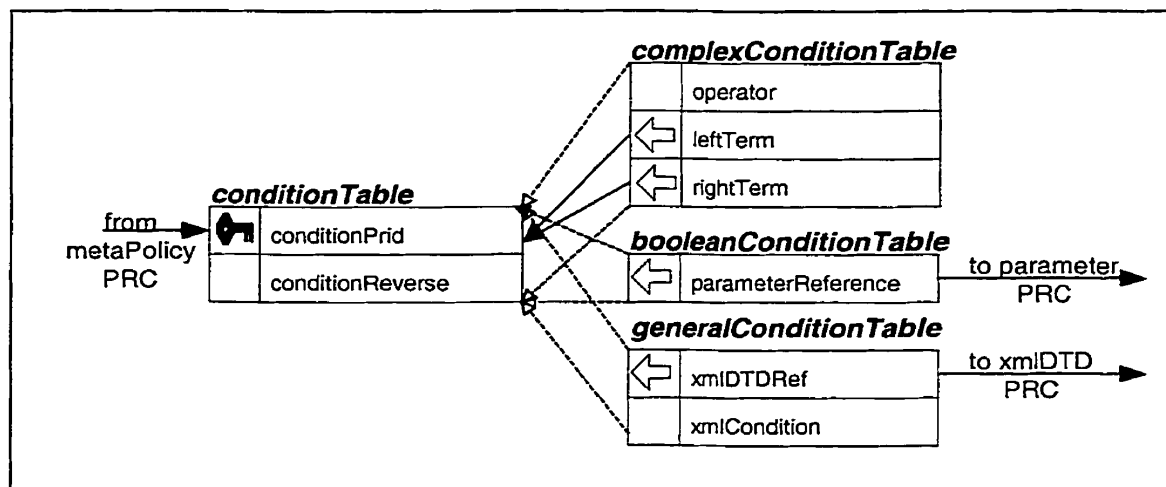 complexConditionTable
operator
leftTerm
rightTerm
conditionTable
from
metaPolicy
PRC
conditionPrid
conditionReverse
booleanConditionTable
parameterReference
to parameter
PRC
generalConditionTable
xmlDTDRef
xmlCondition
to xmlDTD
PRC